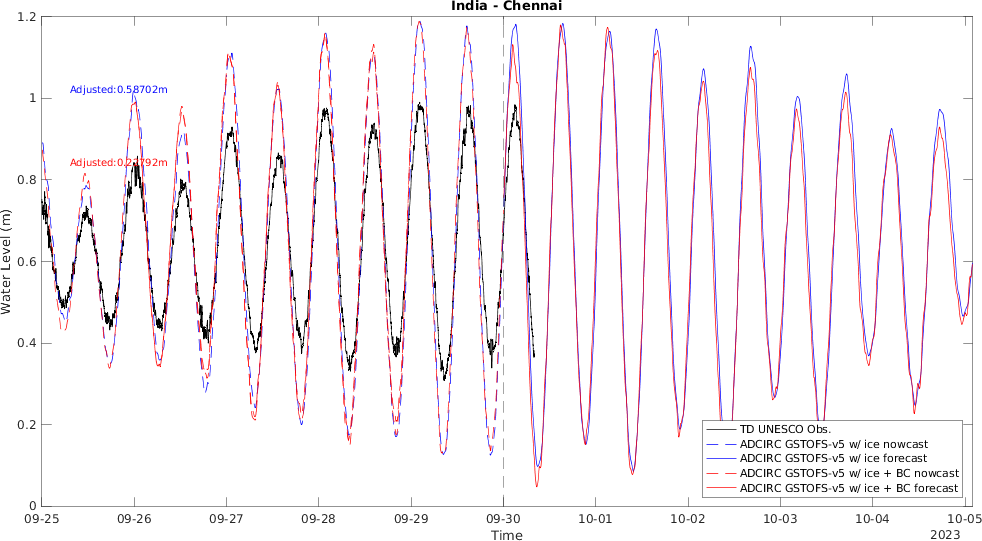 India - Chennai
1.2
1
0.8
0.6
0.4
0.2
0
Water Level (m)
Adjusted:0.58702m
TD UNESCO Obs.
ADCIRC GSTOFS-v5 w/ ice nowcast
ADCIRC GSTOFS-v5 w/ ice forecast
ADCIRC GSTOFS-v5 w/ ice + BC nowcast
ADCIRC GSTOFS-v5 w/ ice + BC forecast
09-25 09-26 09-27 09-28 09-29 09-30 10-01 10-02 10-03 10-04 10-05
Time
2023